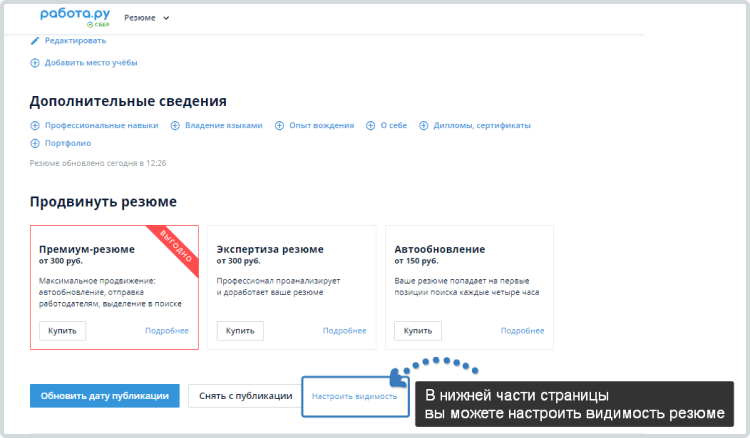 работа.ру
СБЕР
Резюме
Редактировать
Добавить место учёбы
Дополнительные сведения
Профессиональные навыки Владение языками Опыт вождения О себе Дипломы, сертификаты
Портфолио
Резюме обновлено сегодня в 12:26
Продвинуть резюме
ВЫГОДНО
Премиум-резюме
от 300 руб.
Максимальное продвижение:
автообновление, отправка
работодателям, выделение в поиске
Купить Подробнее
Экспертиза резюме
от 300 руб.
Профессионал проанализирует
и доработает ваше резюме
Купить Подробнее
Автообновление
от 150 руб.
Ваше резюме попадает на первые
позиции поиска каждые четыре часа
Купить Подробнее
Обновить дату публикации Снять с публикации Настроить видимость
В нижней части страницы
вы можете настроить видимость резюме